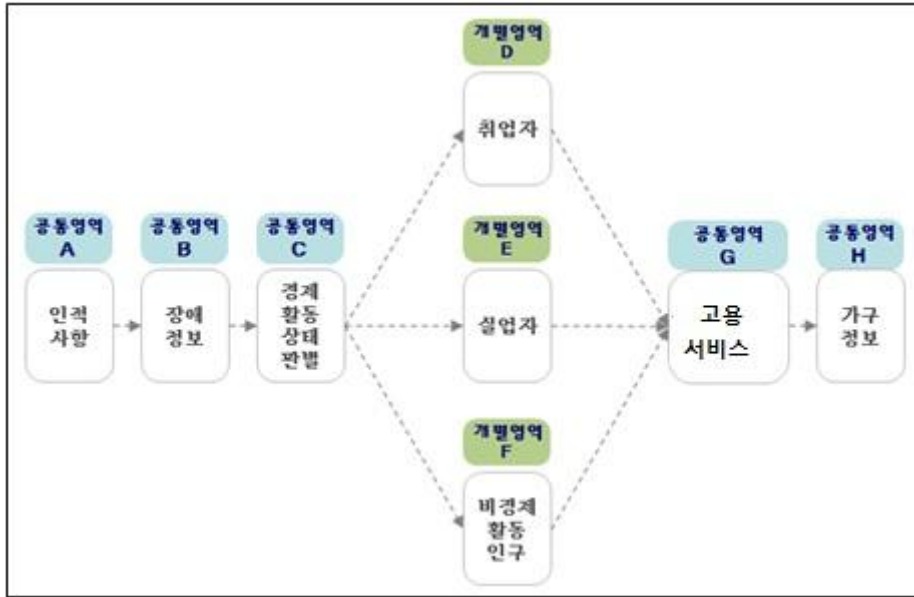 공통영역
A
인적
사항
공통영역
B
장애
정보
공통영역
C
경제
활동
상태
판별
개별영역
D
취업자
개별영역
E
실업자
개별영역
F
비경제
활동
인구
공통영역
G
고용
서비스
공통영역
H
가구
정보